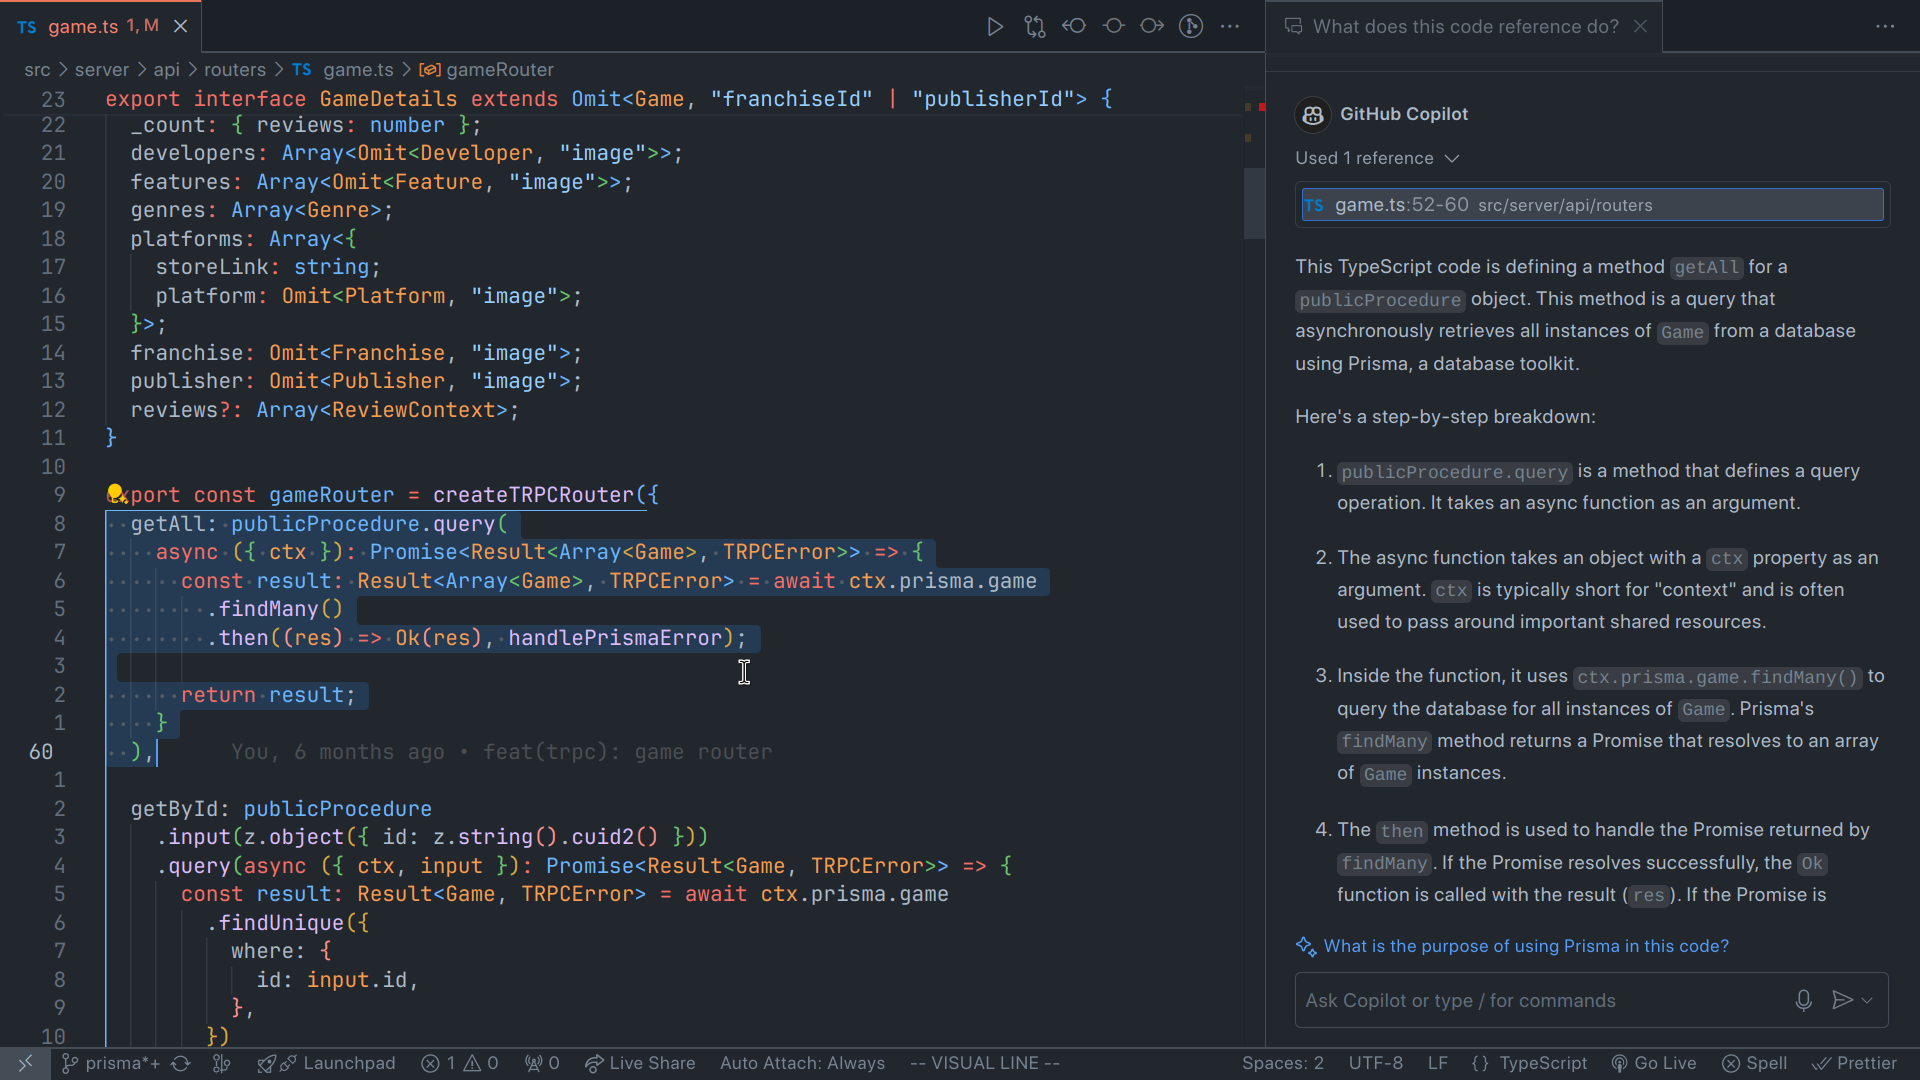 TS game.ts 1, M
src > server > api > routers > TS game.ts > gameRouter
23 export interface GameDetails extends Omit<Game, "franchiseId" | "publisherId"> {
22 _count: { reviews: number };
21 developers: Array<Omit<Developer, "image">>;
20 features: Array<Omit<Feature, "image">>;
19 genres: Array<Genre>;
18 platforms: Array<{
17 storeLink: string;
16 platform: Omit<Platform, "image">;
15 }>;
14 franchise: Omit<Franchise, "image">;
13 publisher: Omit<Publisher, "image">;
12 reviews?: Array<ReviewContext>;
11 }
10
9 port const gameRouter = createTRPCRouter({
8 getAll: publicProcedure.query(
7 async ({ ctx }): Promise<Result<Array<Game>, TRPCError>> => {
6 const result: Result<Array<Game>, TRPCError> = await ctx.prisma.game
5 .findMany()
4 .then((res) => Ok(res), handlePrismaError);
3
2 return result;
1 }
60 ), You, 6 months ago • feat(trpc): game router
1
2 getById: publicProcedure
3 .input(z.object({ id: z.string().cuid2() }))
4 .query(async ({ ctx, input }): Promise<Result<Game, TRPCError>> => {
5 const result: Result<Game, TRPCError> = await ctx.prisma.game
6 .findUnique({
7 where: {
8 id: input.id,
9 },
10 })
What does this code reference do?
GitHub Copilot
Used 1 reference
TS game.ts:52-60 src/server/api/routers
This TypeScript code is defining a method getAll for a
publicProcedure object. This method is a query that
asynchronously retrieves all instances of Game from a database
using Prisma, a database toolkit.
Here's a step-by-step breakdown:
1. publicProcedure.query is a method that defines a query
operation. It takes an async function as an argument.
2. The async function takes an object with a ctx property as an
argument. ctx is typically short for "context" and is often
used to pass around important shared resources.
3. Inside the function, it uses ctx.prisma.game.findMany() to
query the database for all instances of Game. Prisma's
findMany method returns a Promise that resolves to an array
of Game instances.
4. The then method is used to handle the Promise returned by
findMany. If the Promise resolves successfully, the Ok
function is called with the result (res). If the Promise is
What is the purpose of using Prisma in this code?
Ask Copilot or type / for commands
prisma*+ Launchpad 1 0 0 Live Share Auto Attach: Always -- VISUAL LINE -- Spaces: 2 UTF-8 LF {} TypeScript Go Live Spell Prettier